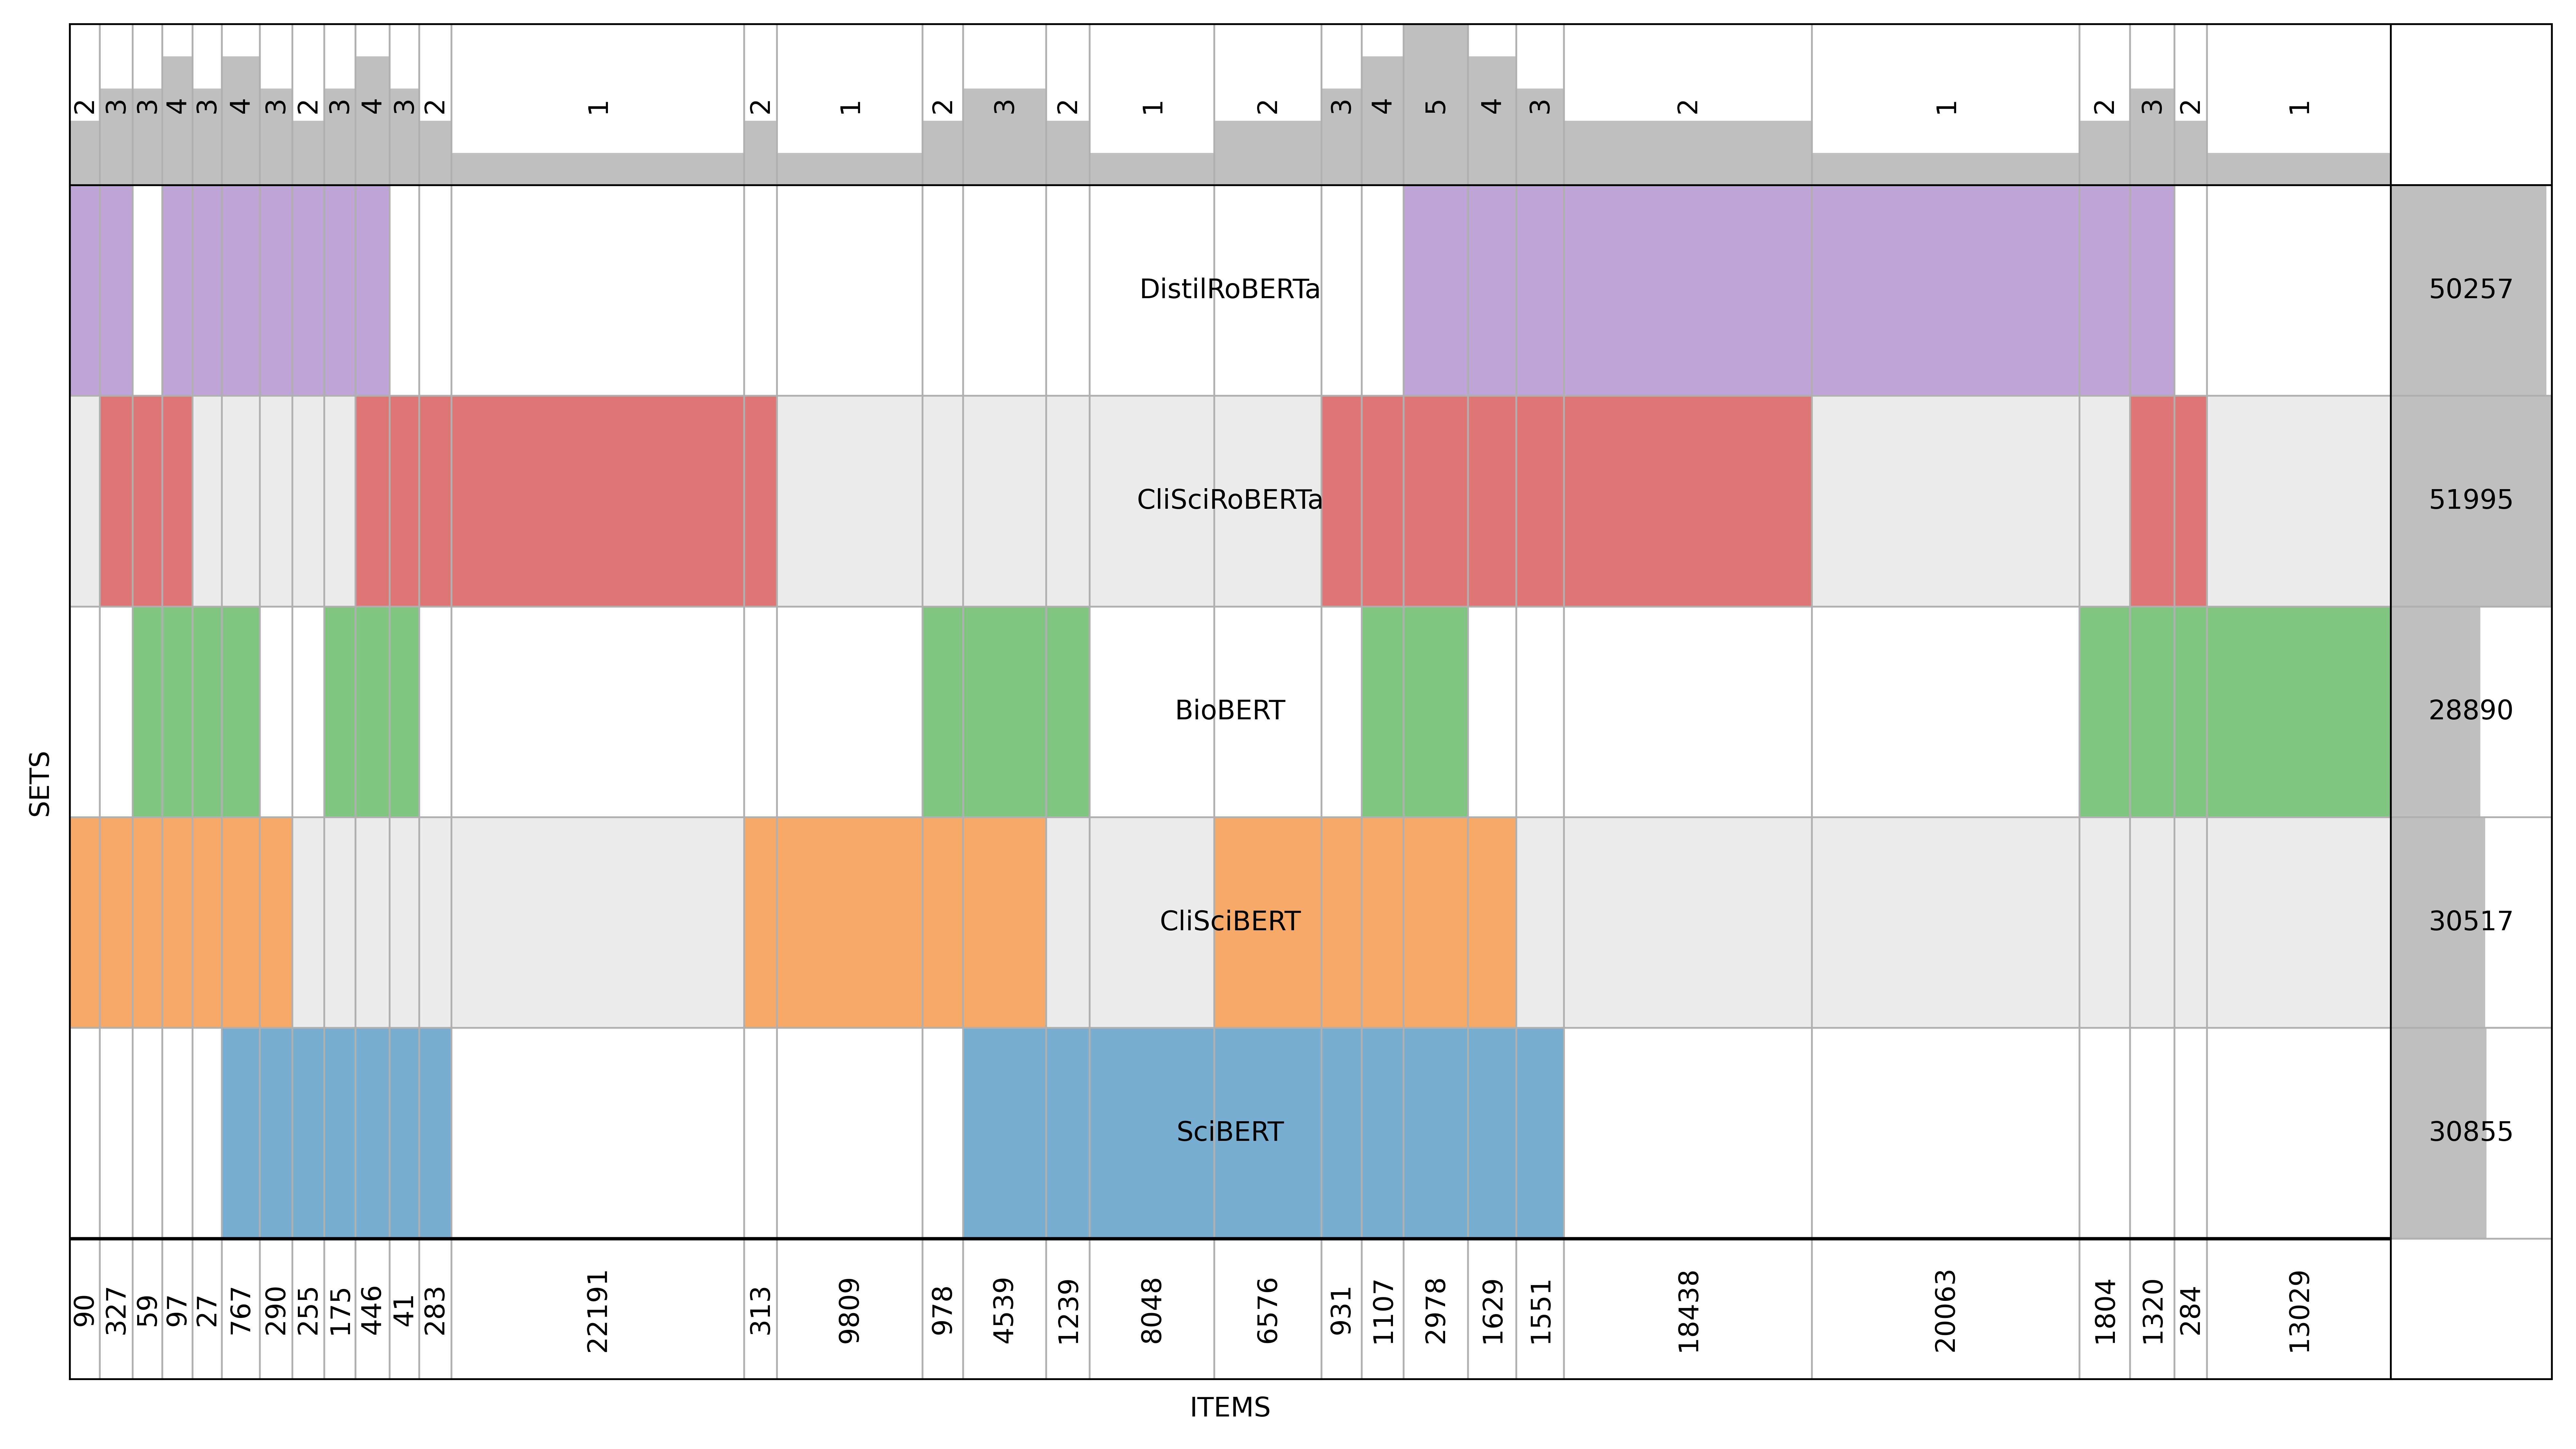 2 3 3 4 3 4 3 2 3 4 3 2 1 2 1 2 3 2 1 2 3 4 5 4 3 2 1 2 3 2 1
DistilRoBERTa 50257
CliSciRoBERTa 51995
BioBERT 28890
CliSciBERT 30517
SciBERT 30855
SETS
90 327 59 97 27 767 290 255 175 446 41 283 22191 313 9809 978 4539 1239 8048 6576 931 1107 2978 1629 1551 18438 20063 1804 1320 284 13029
ITEMS